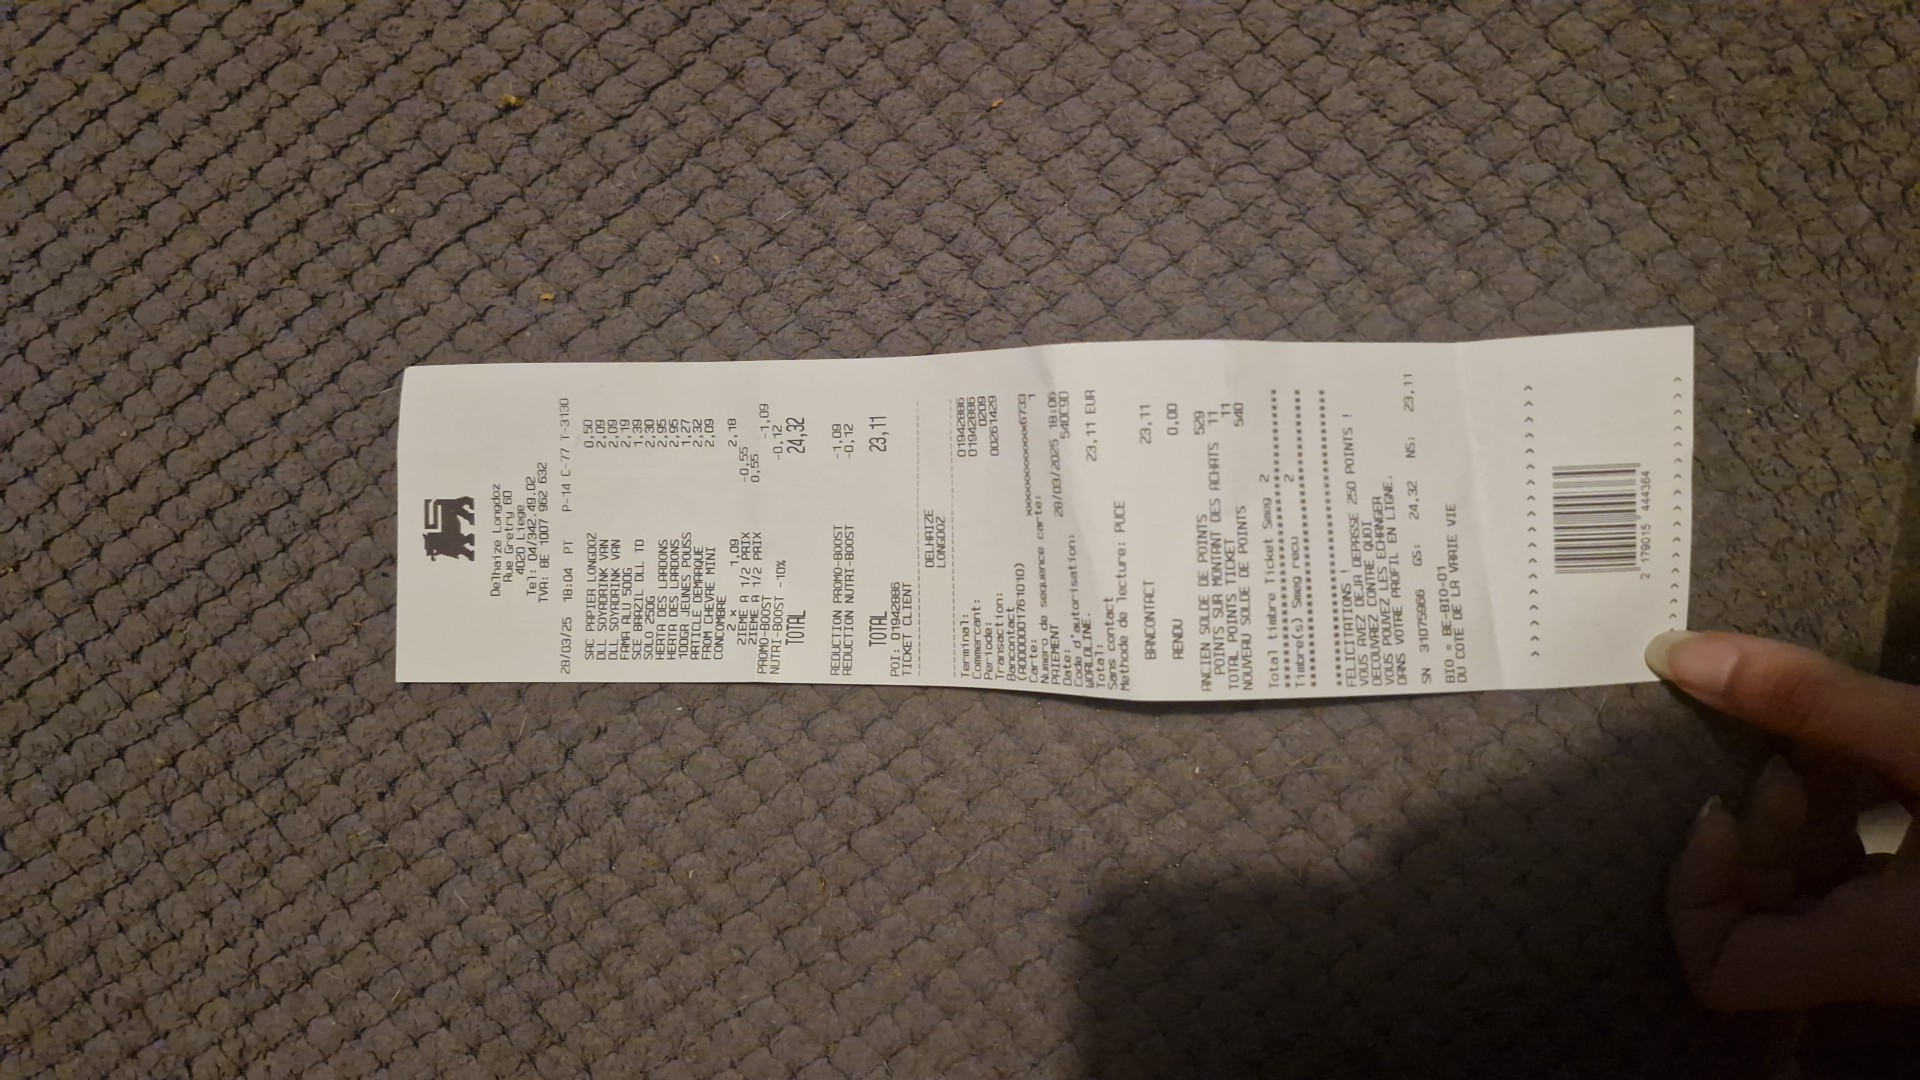 Delhaize Longdoz
Rue Gretry 60
4020 Liege
Tel: 04/342.49.02
TVA: BE 1007 962 632
28/03/25 18:04 PT P-14 C-77 T-3130
SAC PAPIER LONGDOZ 0,50
DLL SOYADRINK VAN 2,09
DLL SOYADRINK VAN 2,09
FAMA ALU 500G 2,19
SCE BRAZIL DLL TD 1,39
SOLO 250G 2,30
HERTA DES LARDONS 2,95
HERTA DES LARDONS 2,95
100GR JEUNES POUSS 1,27
ARTICLE DEMARQUE 2,32
FROM CHEVRE MINI 2,09
CONCOMBRE
2 x 1,09 2,18
2IEME A 1/2 PRIX -0,55
2IEME A 1/2 PRIX 0,55
PROMO-BOOST -1,09
NUTRI-BOOST -10% -0,12
TOTAL 24,32
REDUCTION PROMO-BOOST -1,09
REDUCTION NUTRI-BOOST -0,12
TOTAL 23,11
POI: 01942886
TICKET CLIENT
DELHAIZE
LONGDOZ
Terminal: 01942886
Commercant: 01942886
Periode: 0209
Transaction: 00261429
Bancontact
(A0000001761010)
Carte: xxxxxxxxxxxxx6733
Numero de sequence carte: 1
PAIEMENT
Date: 28/03/2025 18:06
Code d'autorisation: 540C9D
WORLDLINE.
Total: 23,11 EUR
Sans contact
Methode de lecture: PUCE
BANCONTACT 23,11
RENDU 0,00
ANCIEN SOLDE DE POINTS 529
POINTS SUR MONTANT DES ACHATS 11
TOTAL POINTS TICKET 11
NOUVEAU SOLDE DE POINTS 540
Total timbre Ticket Smeg 2
Timbre(s) Smeg recu 2
FELICITATIONS !
VOUS AVEZ DEJA DEPASSE 250 POINTS !
DECOUVREZ CONTRE QUOI
VOUS POUVEZ LES ECHANGER
DANS VOTRE PROFIL EN LIGNE.
SN 31075966 GS: 24,32 NS: 23,11
BIO = BE-BIO-01
DU COTE DE LA VRAIE VIE
2 179015 444364